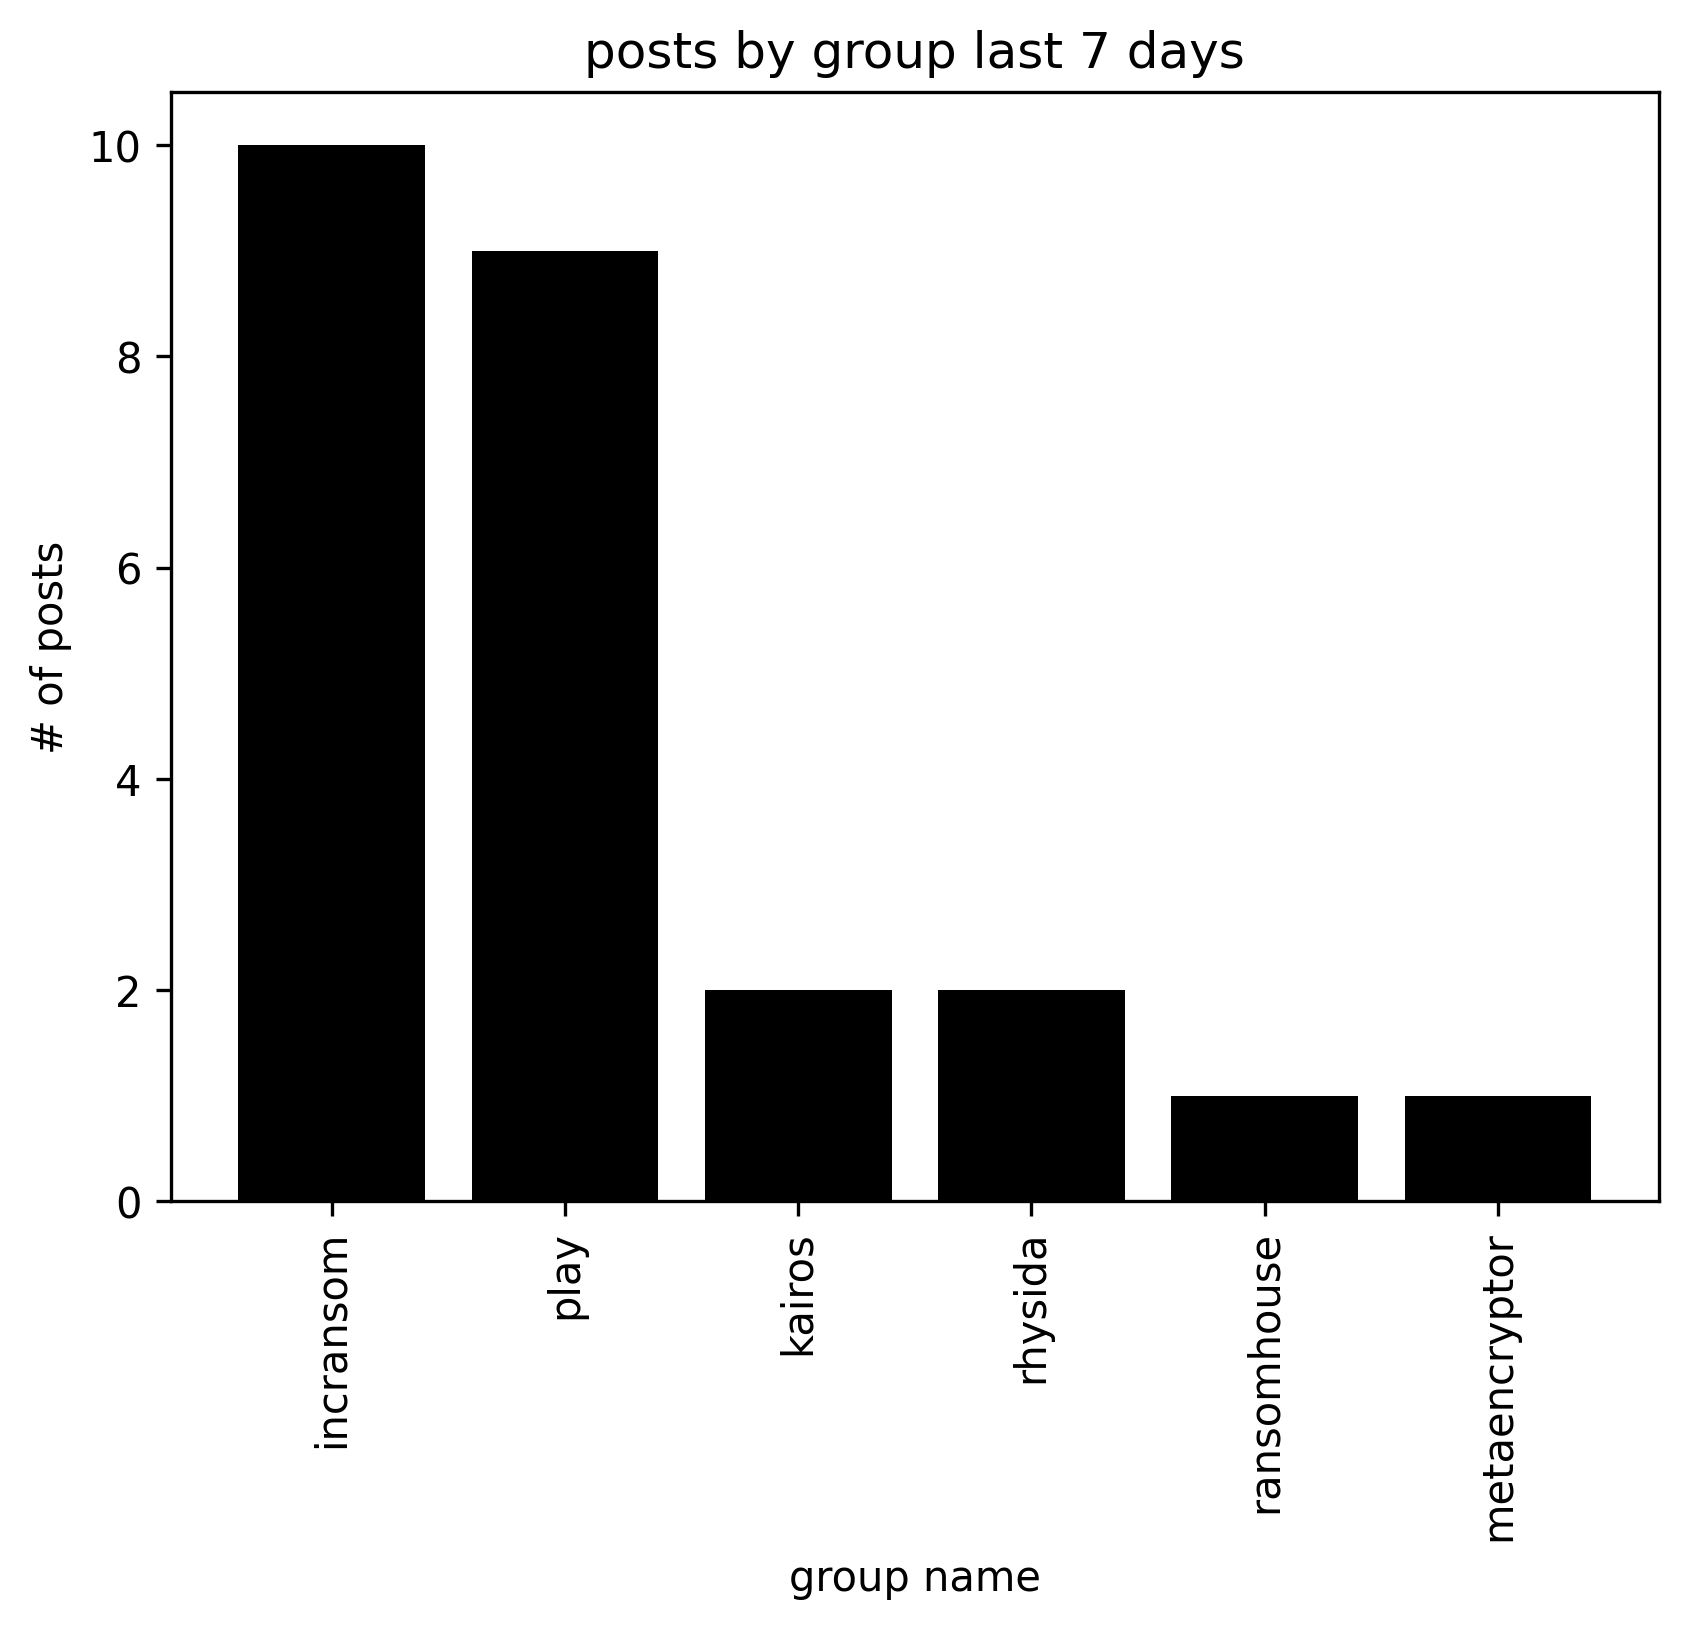 posts by group last 7 days
# of posts
10
8
6
4
2
0
incransom
play
kairos
rhysida
ransomhouse
metaencryptor
group name